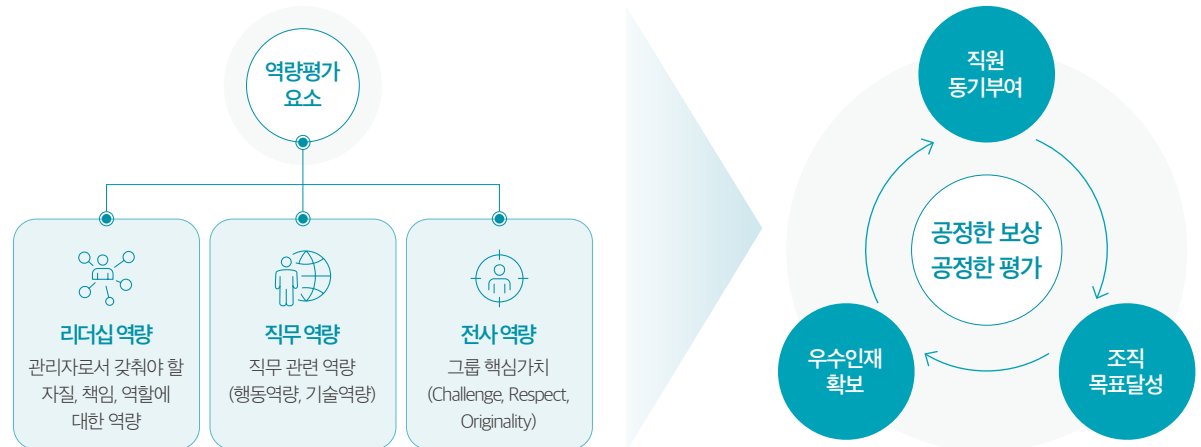 역량평가
요소
리더십 역량
관리자로서 갖춰야 할
자질, 책임, 역할에
대한 역량
직무 역량
직무 관련 역량
(행동역량, 기술역량)
전사 역량
그룹 핵심가치
(Challenge, Respect,
Originality)
직원
동기부여
공정한 보상
공정한 평가
우수인재
확보
조직
목표달성